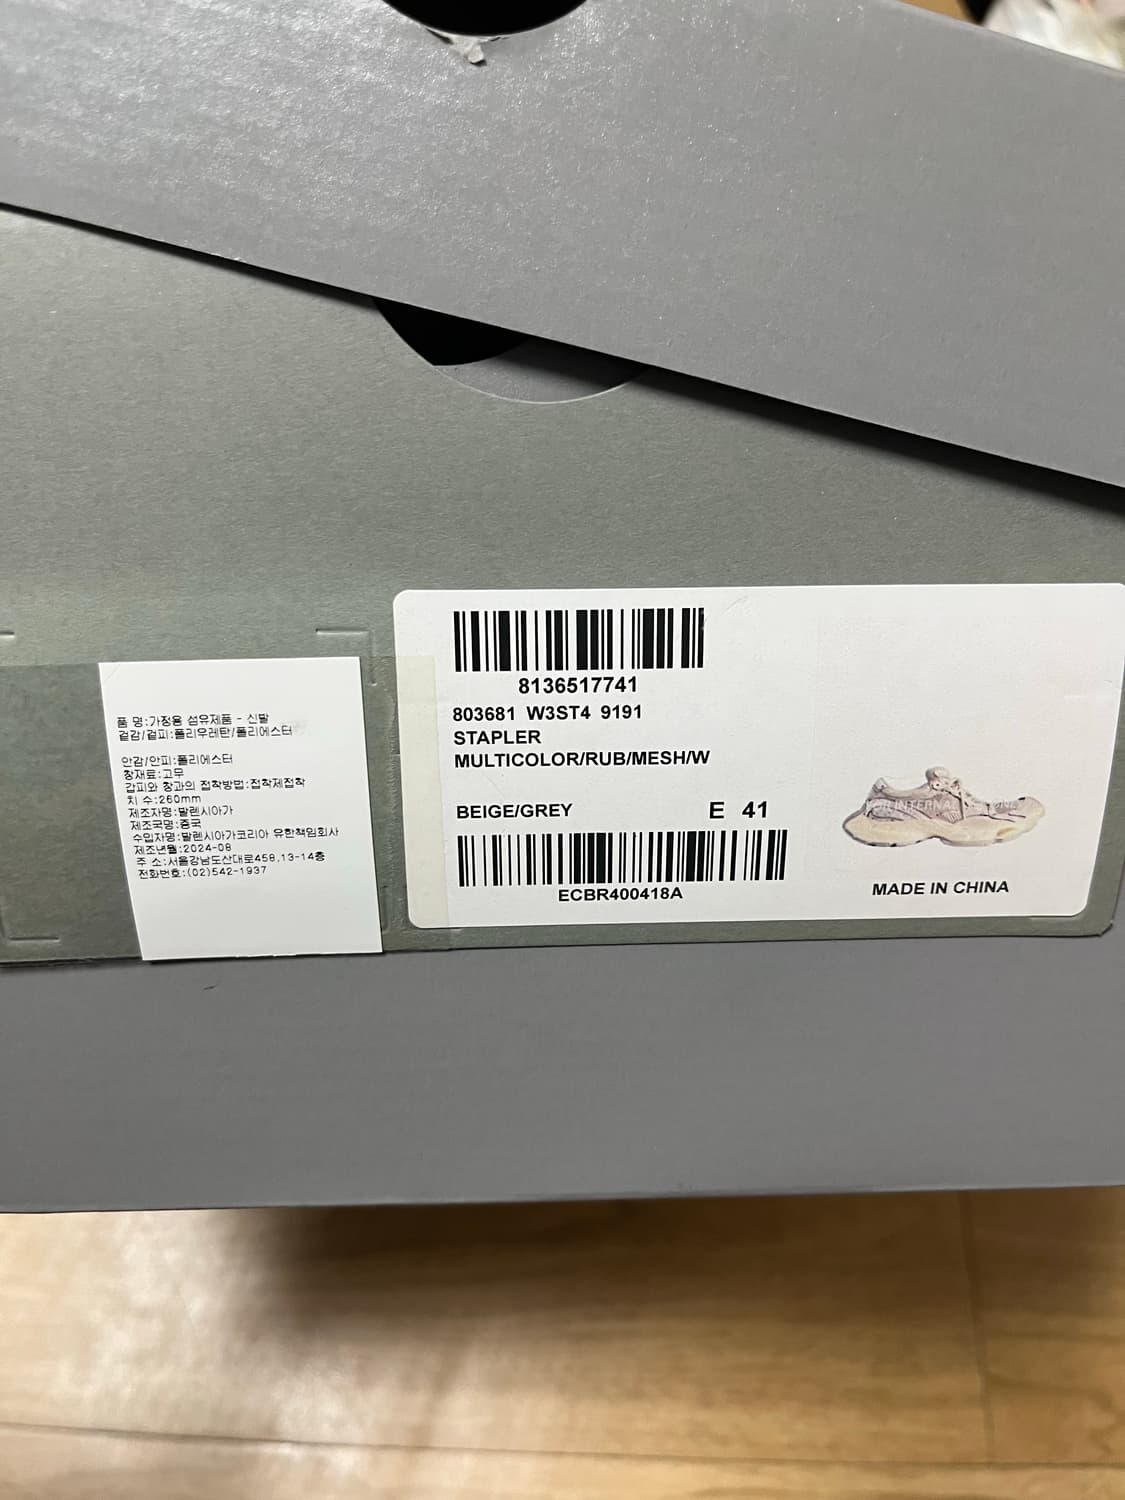 품 명:가정용 섬유제품 - 신발
겉감/겉피:폴리우레탄/폴리에스터
안감/안피:폴리에스터
창재료:고무
갑피와 창과의 접착방법:접착제접착
치 수:260mm
제조자명:발렌시아가
제조국명:중국
수입자명:발렌시아가코리아 유한책임회사
제조년월:2024-08
주 소:서울강남도산대로458,13-14층
전화번호:(02)542-1937
8136517741
803681 W3ST4 9191
STAPLER
MULTICOLOR/RUB/MESH/W
BEIGE/GREY E 41
ECBR400418A
FOR INTERNAL USE ONLY
MADE IN CHINA